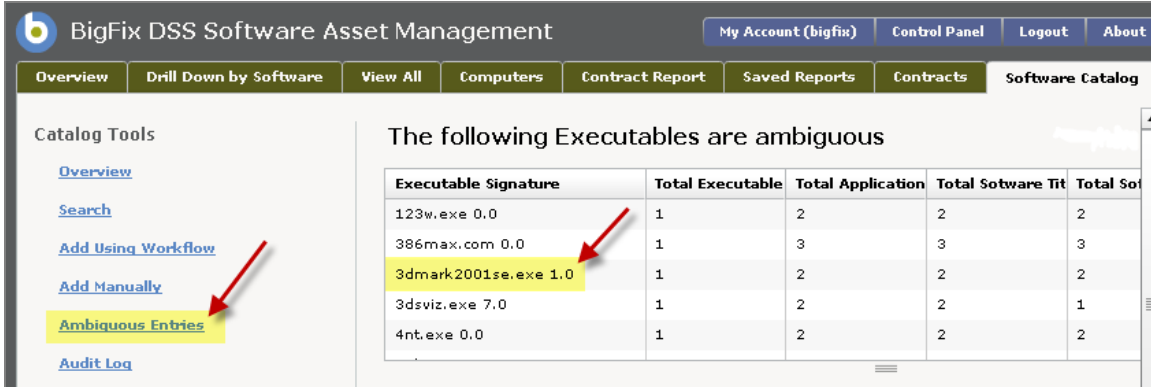 BigFix DSS Software Asset Management
My Account (bigfix) Control Panel Logout About
Overview Drill Down by Software View All Computers Contract Report Saved Reports Contracts Software Catalog
Catalog Tools
Overview
Search
Add Using Workflow
Add Manually
Ambiguous Entries
Audit Log
The following Executables are ambiguous
Executable Signature Total Executable Total Application Total Sotware Tit Total Sof
123w.exe 0.0 1 2 2 2
386max.com 0.0 1 3 3 3
3dmark2001se.exe 1.0 1 2 2 2
3dsviz.exe 7.0 1 2 2 1
4nt.exe 0.0 1 2 2 2